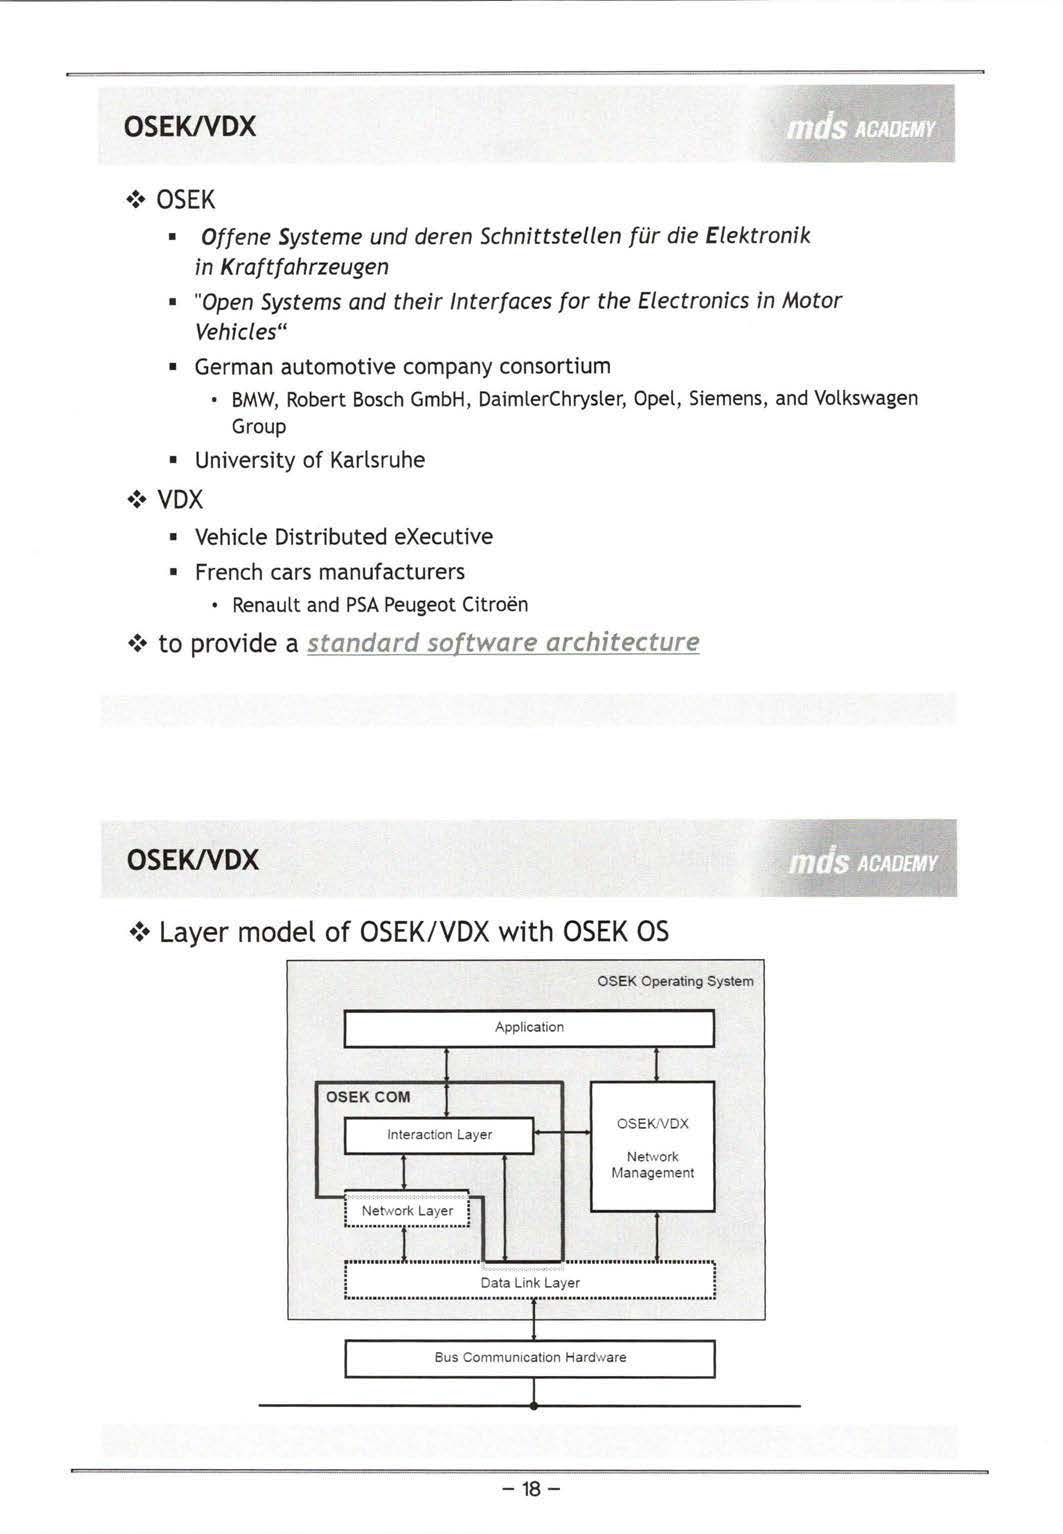 OSEK/VDX
mds ACADEMY
❖ OSEK
▪ Offene Systeme und deren Schnittstellen für die Elektronik
in Kraftfahrzeugen
▪ "Open Systems and their Interfaces for the Electronics in Motor
Vehicles“
▪ German automotive company consortium
• BMW, Robert Bosch GmbH, DaimlerChrysler, Opel, Siemens, and Volkswagen
Group
▪ University of Karlsruhe
❖ VDX
▪ Vehicle Distributed eXecutive
▪ French cars manufacturers
• Renault and PSA Peugeot Citroën
❖ to provide a standard software architecture
OSEK/VDX
mds ACADEMY
❖ Layer model of OSEK/VDX with OSEK OS
OSEK Operating System
Application
OSEK COM
Interaction Layer
OSEK/VDX
Network
Management
Network Layer
Data Link Layer
Bus Communication Hardware
– 18 –